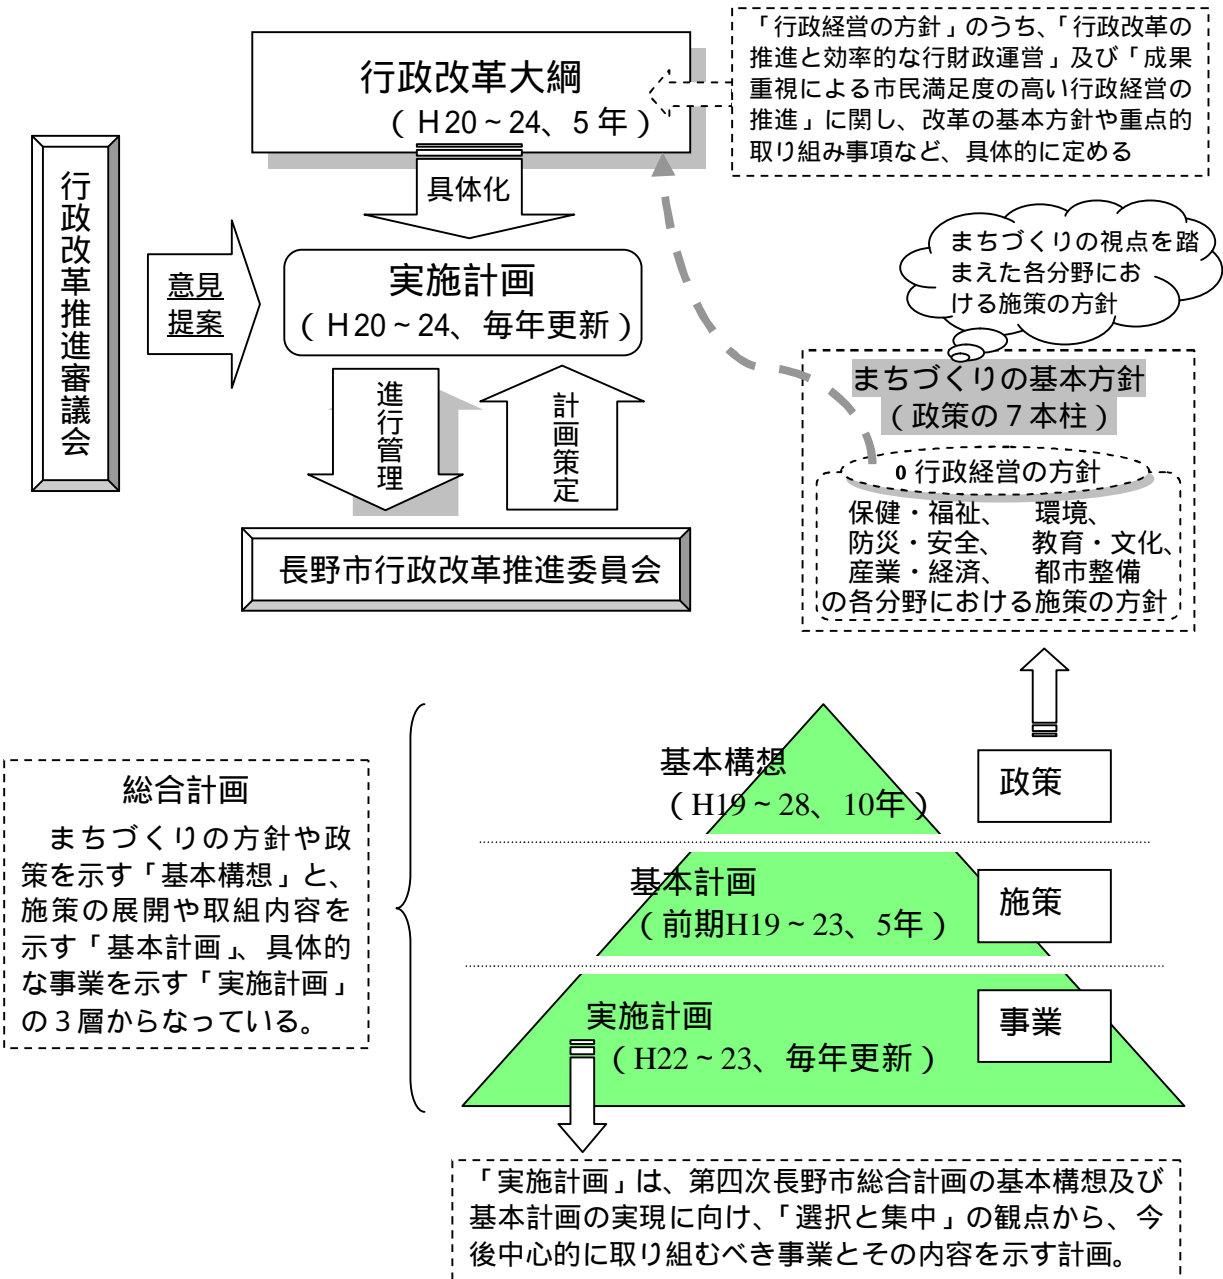 「行政経営の方針」のうち、「行政改革の
推進と効率的な行財政運営」及び「成果
重視による市民満足度の高い行政経営の
推進」に関し、改革の基本方針や重点的
取り組み事項など、具体的に定める
行政改革大綱
（H20～24、5年）
具体化
行政改革推進審議会
意見
提案
実施計画
（H20～24、毎年更新）
進行管理
計画策定
長野市行政改革推進委員会
まちづくりの視点を踏
まえた各分野にお
ける施策の方針
まちづくりの基本方針
（政策の７本柱）
0 行政経営の方針
保健・福祉、　環境、
防災・安全、　教育・文化、
産業・経済、　都市整備
の各分野における施策の方針
総合計画
まちづくりの方針や政
策を示す「基本構想」と、
施策の展開や取組内容を
示す「基本計画」、具体的
な事業を示す「実施計画」
の３層からなっている。
基本構想
（H19～28、10年）
政策
基本計画
（前期H19～23、5年）
施策
実施計画
（H22～23、毎年更新）
事業
「実施計画」は、第四次長野市総合計画の基本構想及び
基本計画の実現に向け、「選択と集中」の観点から、今
後中心的に取り組むべき事業とその内容を示す計画。